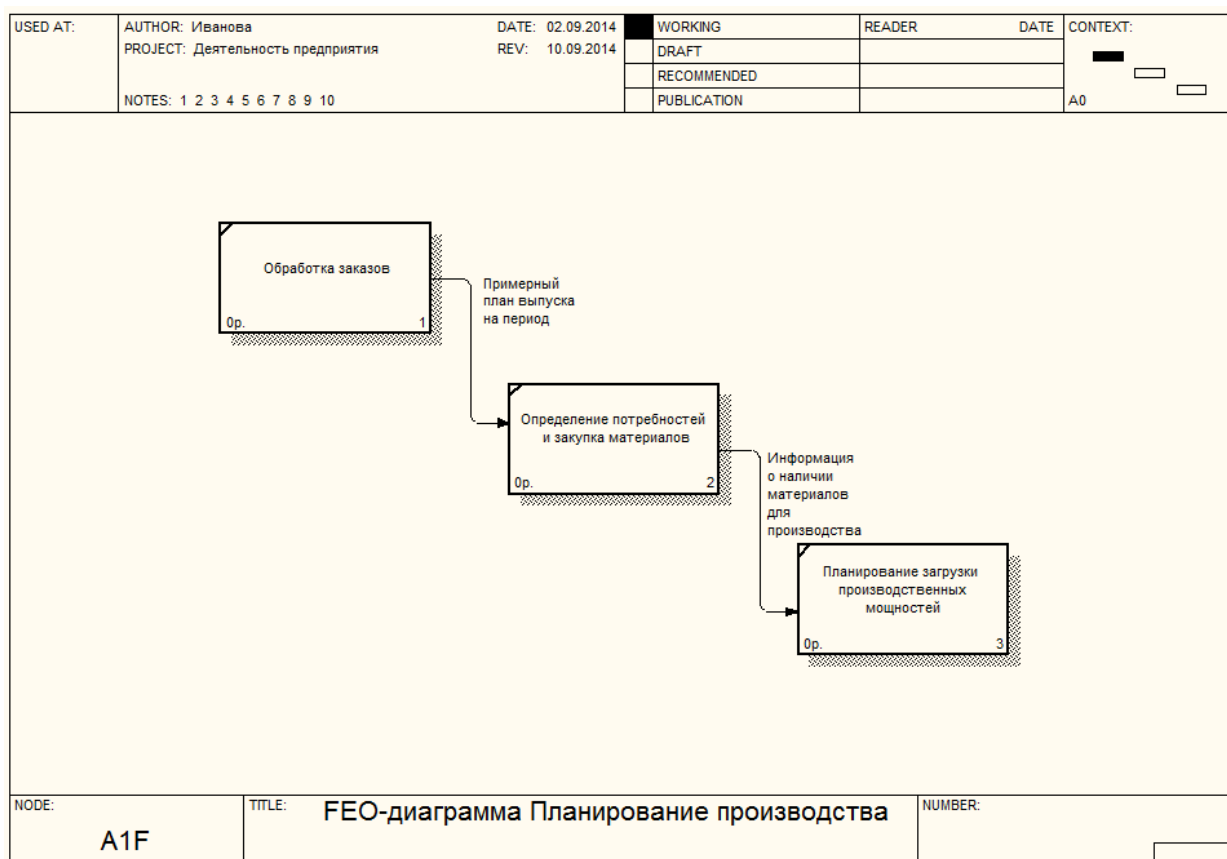 USED AT:
AUTHOR: Иванова
DATE: 02.09.2014
PROJECT: Деятельность предприятия
REV: 10.09.2014
NOTES: 1 2 3 4 5 6 7 8 9 10
WORKING
DRAFT
RECOMMENDED
PUBLICATION
READER
DATE
CONTEXT:
A0
Обработка заказов
0р.
1
Примерный
план выпуска
на период
Определение потребностей
и закупка материалов
0р.
2
Информация
о наличии
материалов
для
производства
Планирование загрузки
производственных
мощностей
0р.
3
NODE:
A1F
TITLE:
FEO-диаграмма Планирование производства
NUMBER: